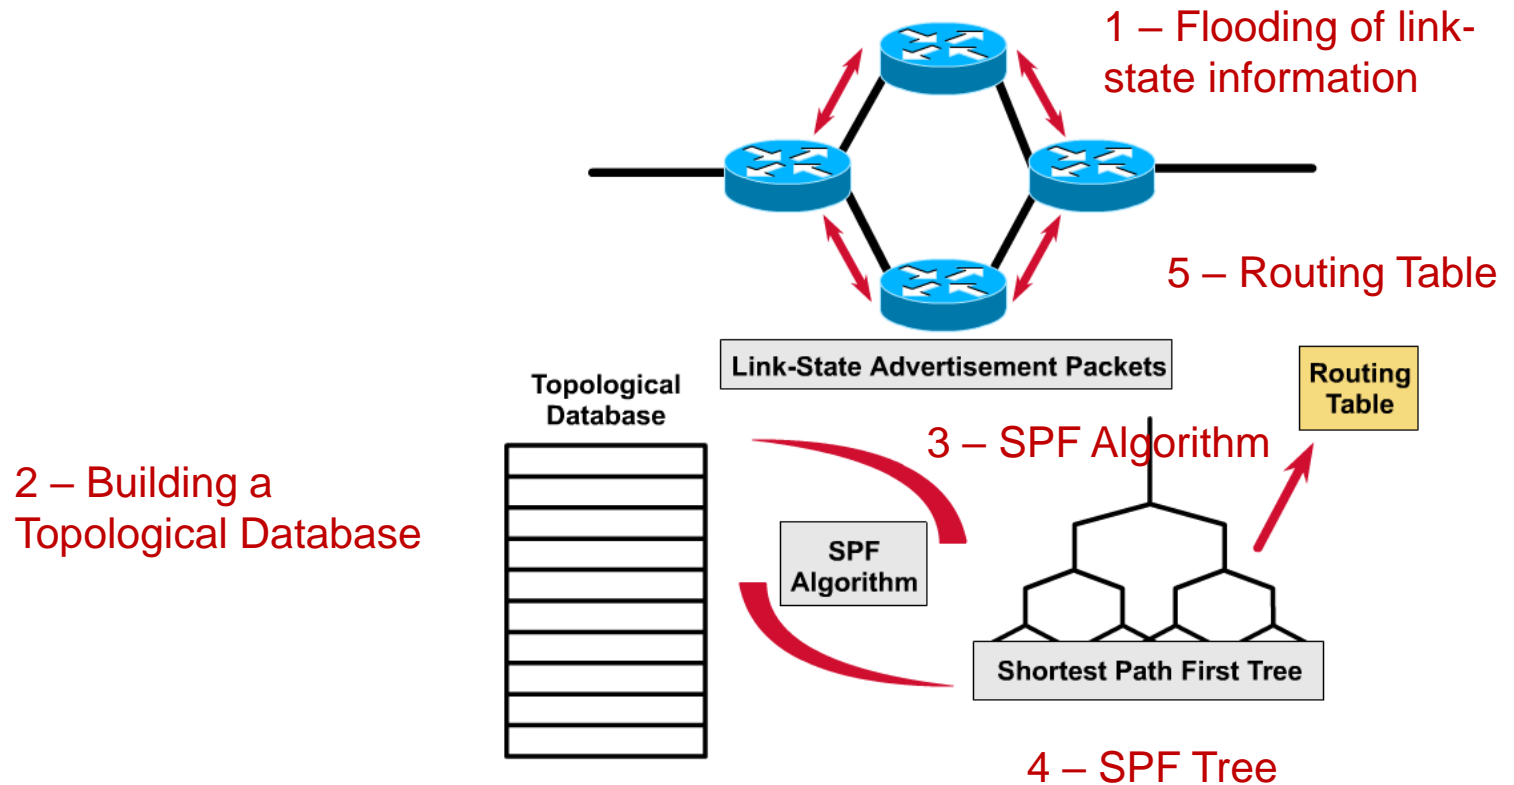 1 – Flooding of link-
state information
5 – Routing Table
Link-State Advertisement Packets
Routing
Table
Topological
Database
3 – SPF Algorithm
2 – Building a
Topological Database
SPF
Algorithm
Shortest Path First Tree
4 – SPF Tree